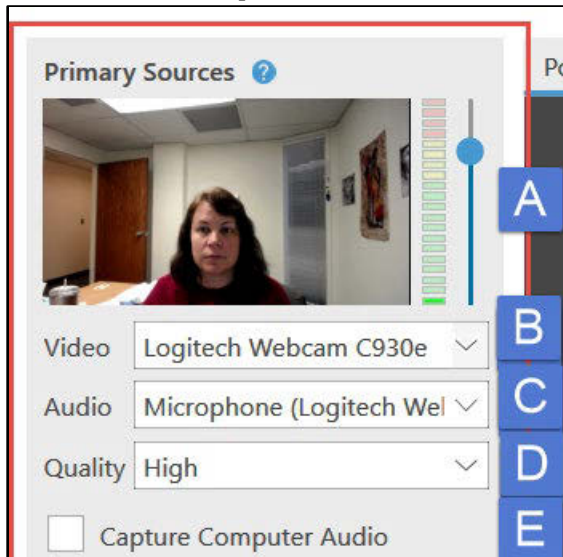 Primary Sources ?
Po
A
Video Logitech Webcam C930e B
Audio Microphone (Logitech Wel C
Quality High D
Capture Computer Audio E